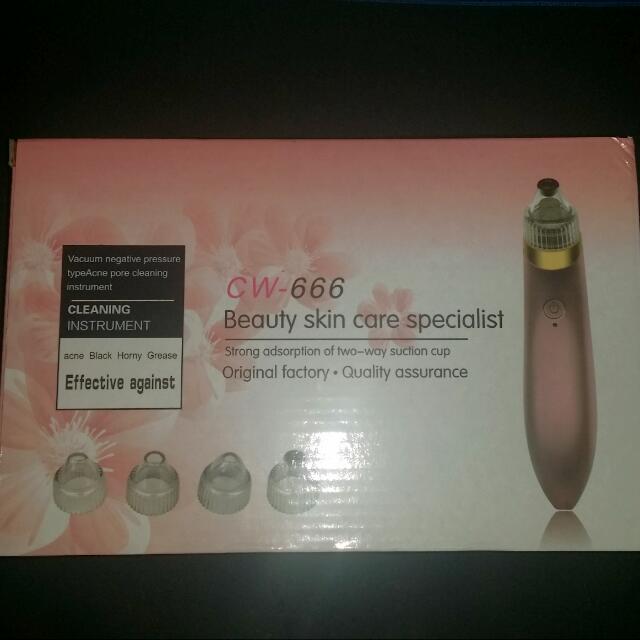 Vacuum negative pressure
typeAcne pore cleaning
instrument
CLEANING
INSTRUMENT
acne Black Horny Grease
Effective against
CW-666
Beauty skin care specialist
Strong adsorption of two-way suction cup
Original factory • Quality assurance